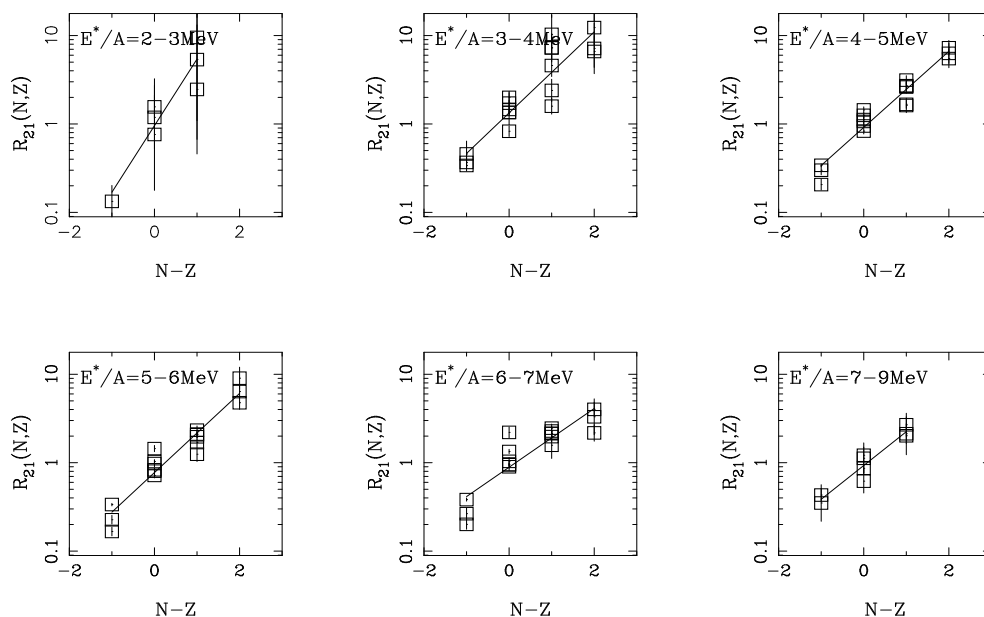 E*/A=2-3MeV
10
1
0.1
R21(N,Z)
-2 0 2
N-Z
E*/A=3-4MeV
10
1
0.1
R21(N,Z)
-2 0 2
N-Z
E*/A=4-5MeV
10
1
0.1
R21(N,Z)
-2 0 2
N-Z
E*/A=5-6MeV
10
1
0.1
R21(N,Z)
-2 0 2
N-Z
E*/A=6-7MeV
10
1
0.1
R21(N,Z)
-2 0 2
N-Z
E*/A=7-9MeV
10
1
0.1
R21(N,Z)
-2 0 2
N-Z